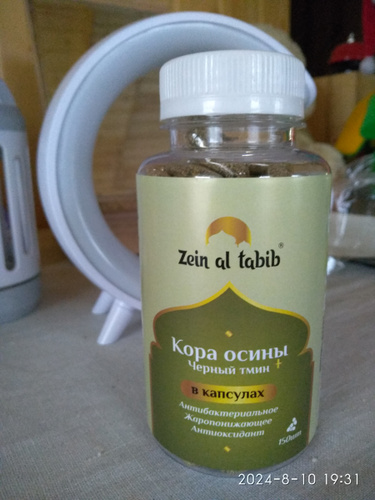 Zein al tabib®
Кора осины
Черный тмин +
в капсулах
Антибактериальное
Жаропонижающее
Антиоксидант
150шт
2024-8-10 19:31